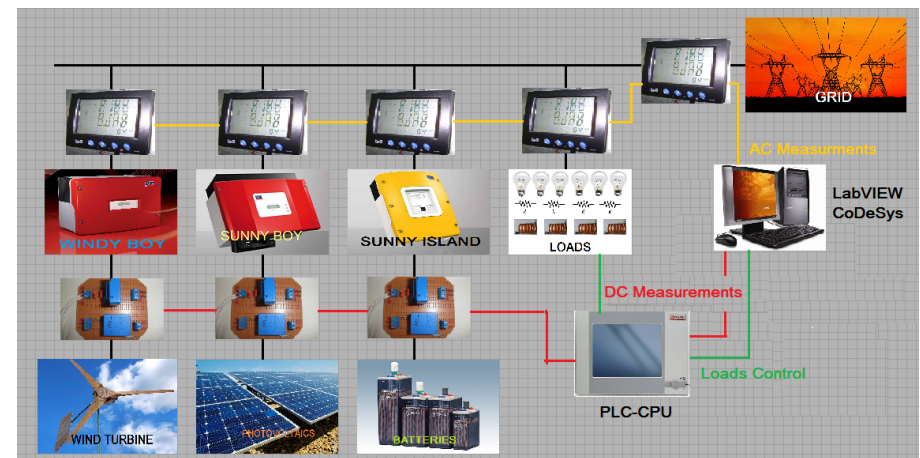 GRID
AC Measurments
WINDY BOY
SUNNY BOY
SUNNY ISLAND
LOADS
LabVIEW
CoDeSys
DC Measurements
Loads Control
PLC-CPU
WIND TURBINE
PHOTOVOLTAICS
BATTERIES